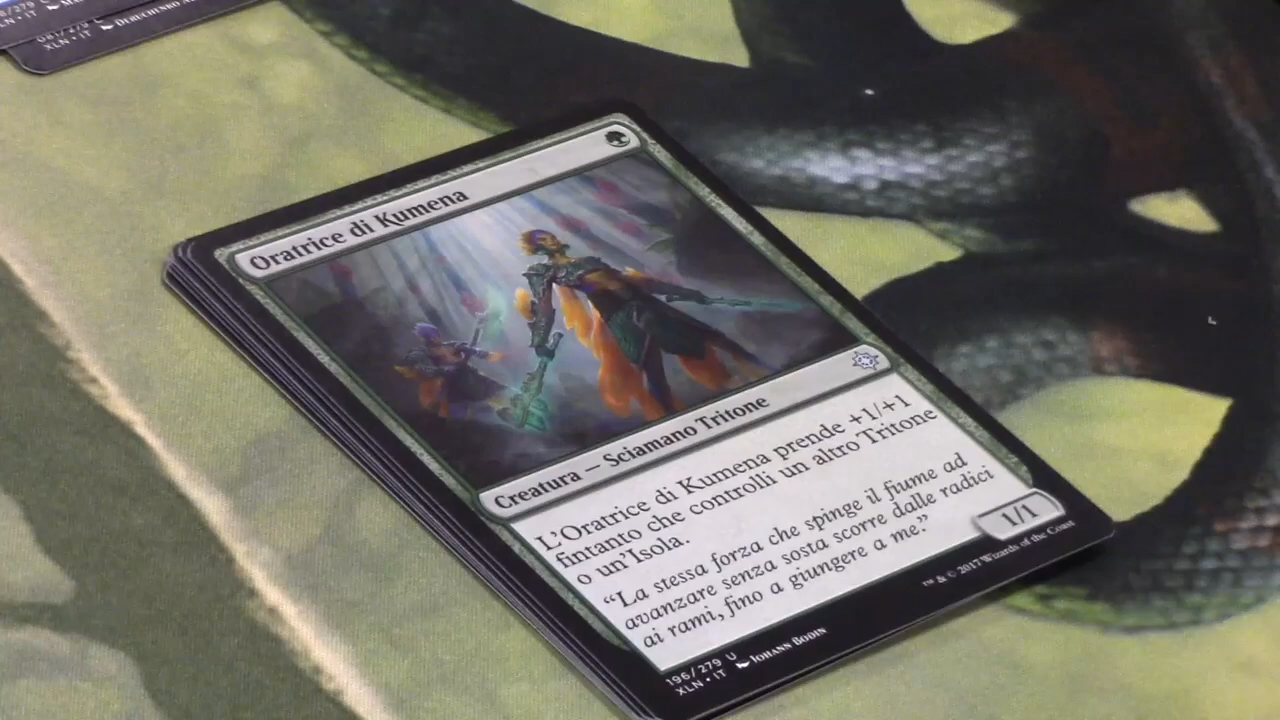 XLN • IT
XLN • IT
Oratrice di Kumena
Creatura – Sciamano Tritone
L'Oratrice di Kumena prende +1/+1
fintanto che controlli un altro Tritone
o un'Isola.
“La stessa forza che spinge il fiume ad
avanzare senza sosta scorre dalle radici
ai rami, fino a giungere a me.”
1/1
196/279 U
XLN • IT Johann Bodin
™ & © 2017 Wizards of the Coast